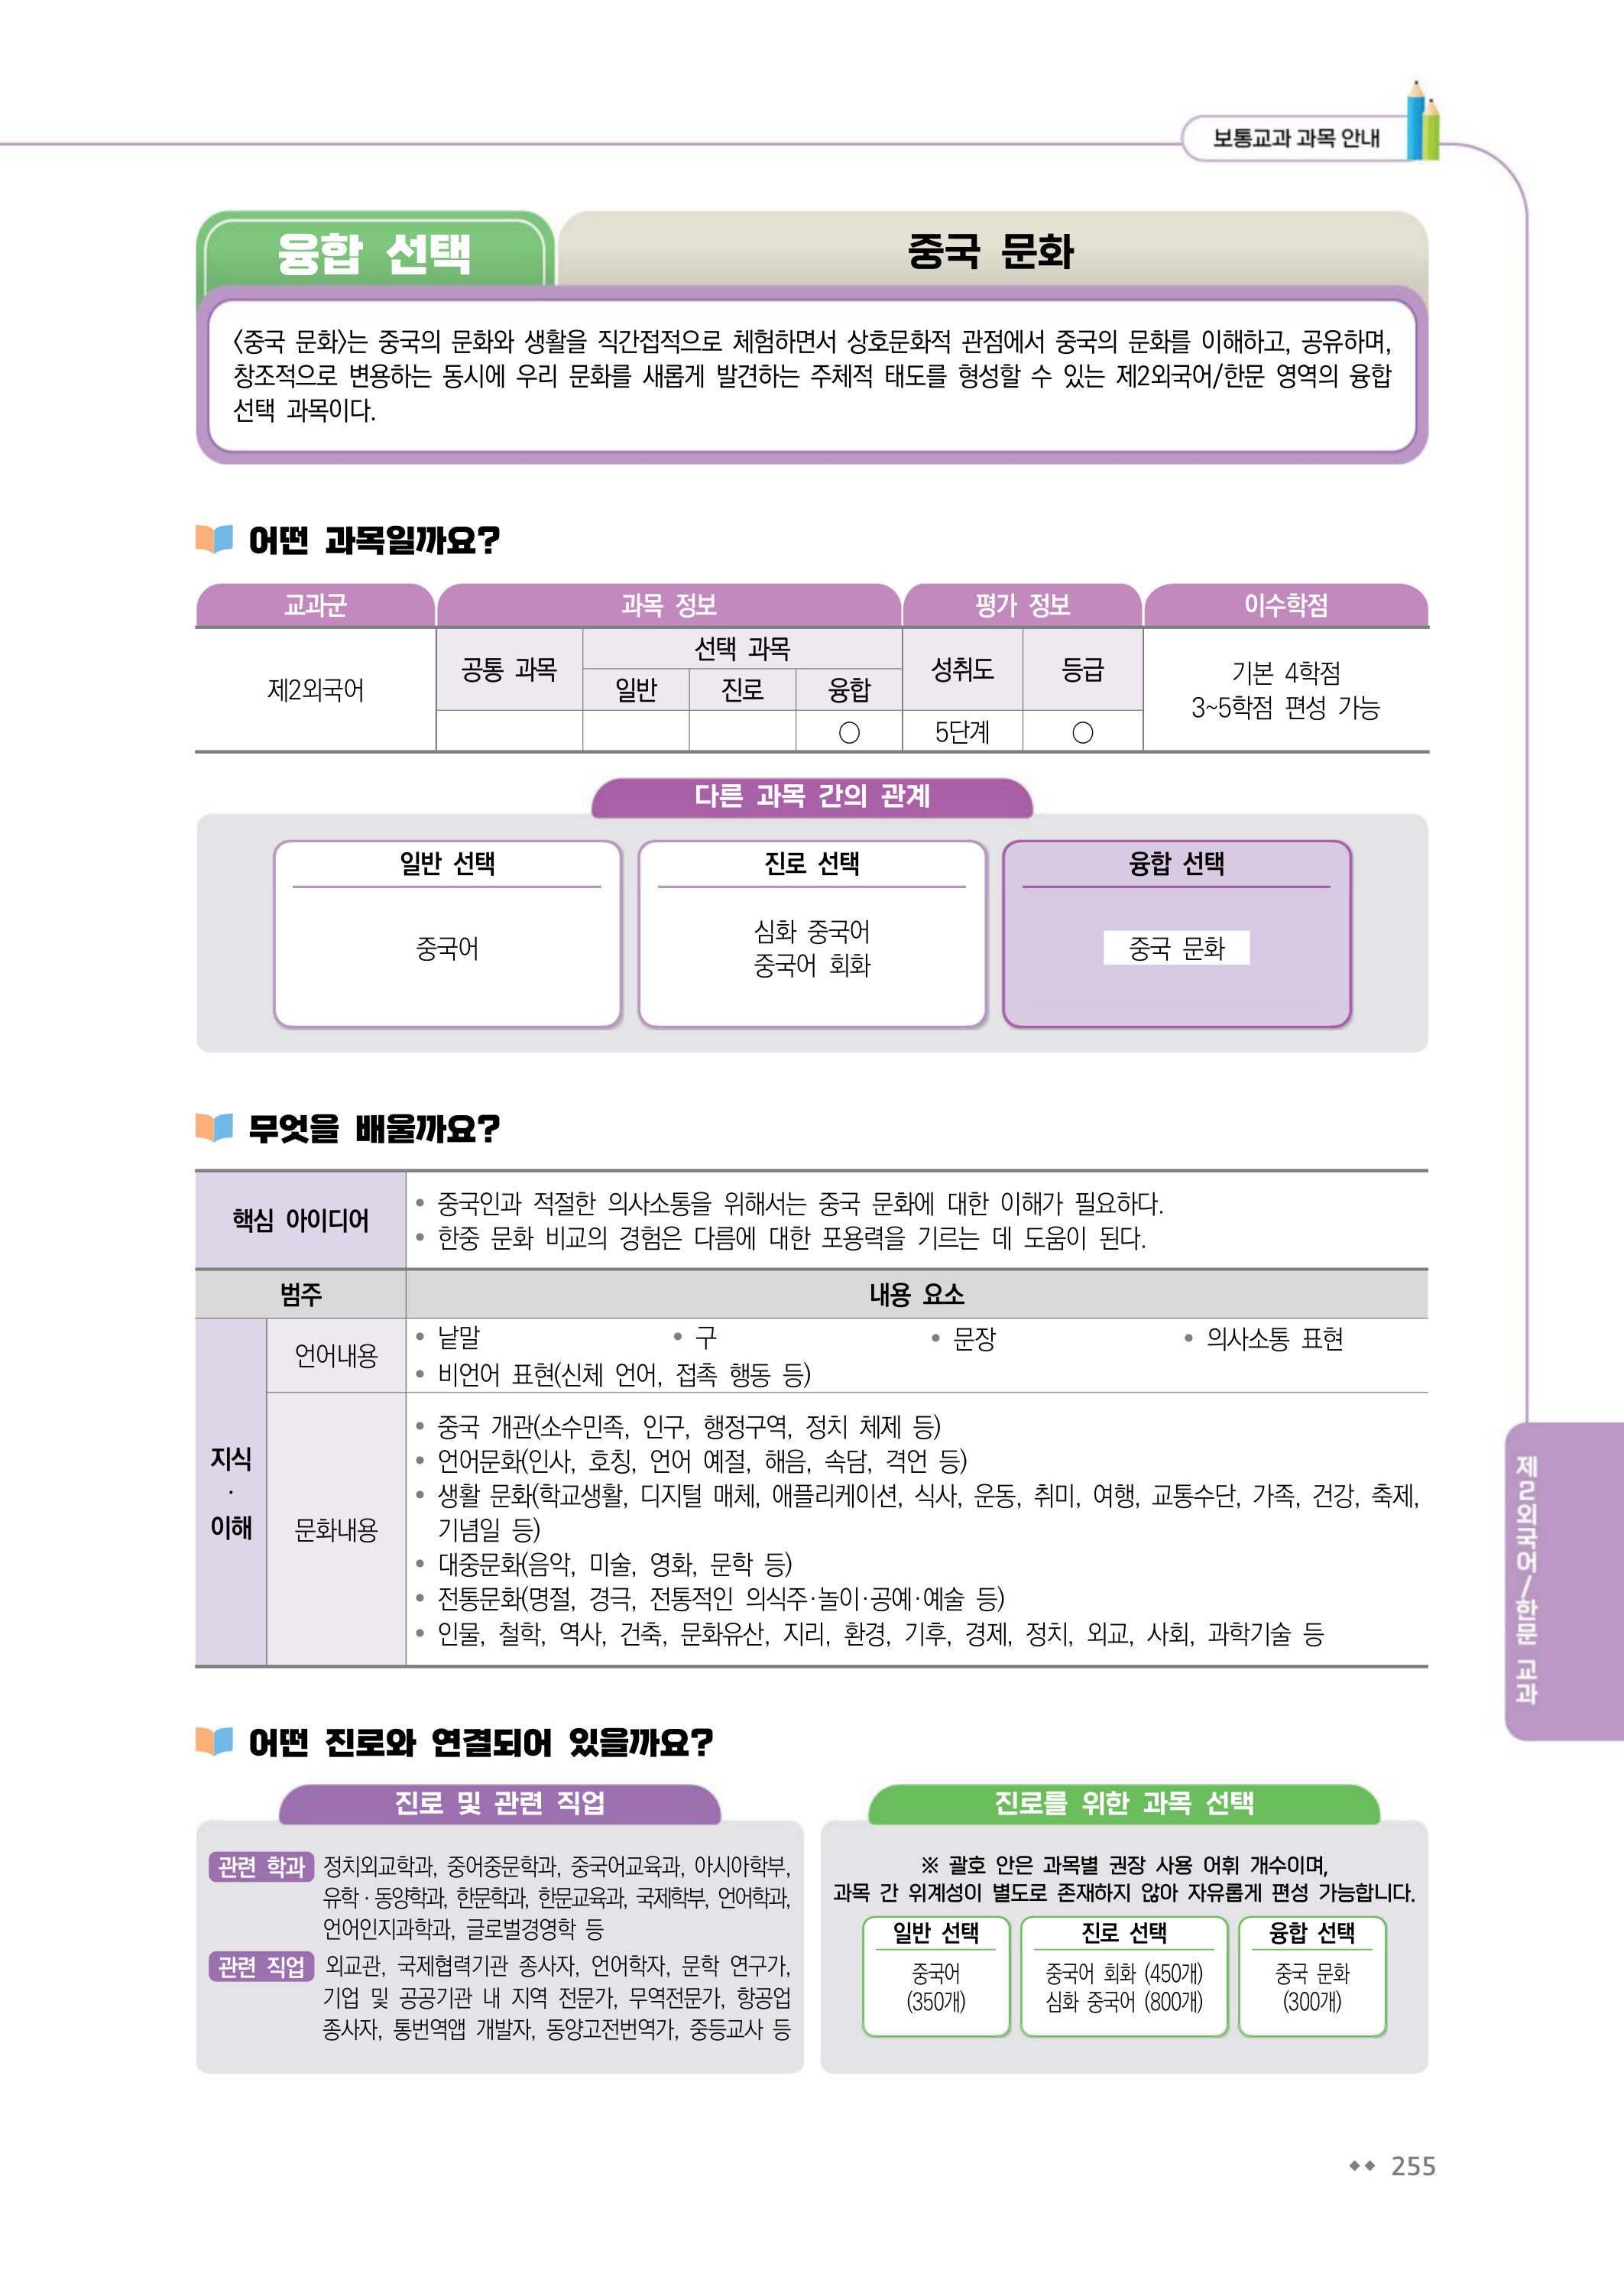 보통교과 과목 안내
융합 선택
중국 문화
〈중국 문화〉는 중국의 문화와 생활을 직간접적으로 체험하면서 상호문화적 관점에서 중국의 문화를 이해하고, 공유하며,
창조적으로 변용하는 동시에 우리 문화를 새롭게 발견하는 주체적 태도를 형성할 수 있는 제2외국어/한문 영역의 융합
선택 과목이다.
어떤 과목일까요?
교과군 과목 정보 평가 정보 이수학점
제2외국어
공통 과목
선택 과목
일반 진로 융합
성취도 등급
○ 5단계 ○
기본 4학점
3~5학점 편성 가능
다른 과목 간의 관계
일반 선택
중국어
진로 선택
심화 중국어
중국어 회화
융합 선택
중국 문화
무엇을 배울까요?
핵심 아이디어
• 중국인과 적절한 의사소통을 위해서는 중국 문화에 대한 이해가 필요하다.
• 한중 문화 비교의 경험은 다름에 대한 포용력을 기르는 데 도움이 된다.
범주 내용 요소
지식
·
이해
언어내용
• 낱말 • 구 • 문장 • 의사소통 표현
• 비언어 표현(신체 언어, 접촉 행동 등)
문화내용
• 중국 개관(소수민족, 인구, 행정구역, 정치 체제 등)
• 언어문화(인사, 호칭, 언어 예절, 해음, 속담, 격언 등)
• 생활 문화(학교생활, 디지털 매체, 애플리케이션, 식사, 운동, 취미, 여행, 교통수단, 가족, 건강, 축제,
기념일 등)
• 대중문화(음악, 미술, 영화, 문학 등)
• 전통문화(명절, 경극, 전통적인 의식주·놀이·공예·예술 등)
• 인물, 철학, 역사, 건축, 문화유산, 지리, 환경, 기후, 경제, 정치, 외교, 사회, 과학기술 등
제2외국어/한문 교과
어떤 진로와 연결되어 있을까요?
진로 및 관련 직업
관련 학과 정치외교학과, 중어중문학과, 중국어교육과, 아시아학부,
유학·동양학과, 한문학과, 한문교육과, 국제학부, 언어학과,
언어인지과학과, 글로벌경영학 등
관련 직업 외교관, 국제협력기관 종사자, 언어학자, 문학 연구가,
기업 및 공공기관 내 지역 전문가, 무역전문가, 항공업
종사자, 통번역앱 개발자, 동양고전번역가, 중등교사 등
진로를 위한 과목 선택
※ 괄호 안은 과목별 권장 사용 어휘 개수이며,
과목 간 위계성이 별도로 존재하지 않아 자유롭게 편성 가능합니다.
일반 선택
중국어
(350개)
진로 선택
중국어 회화 (450개)
심화 중국어 (800개)
융합 선택
중국 문화
(300개)
255